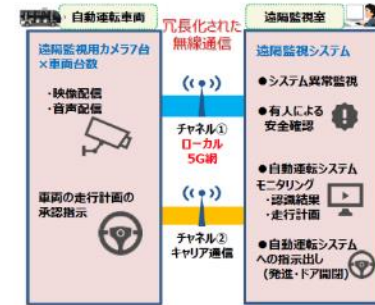 自動運転車両
遠隔監視用カメラ7台
×車両台数
・映像配信
・音声配信
車両の走行計画の
承認指示
冗長化された
無線通信
チャネル①
ローカル
5G網
チャネル②
キャリア通信
遠隔監視室
遠隔監視システム
●システム異常監視
●有人による
安全確認
●自動運転システム
モニタリング
・認識結果
・走行計画
●自動運転システム
への指示出し
(発進・ドア開閉)